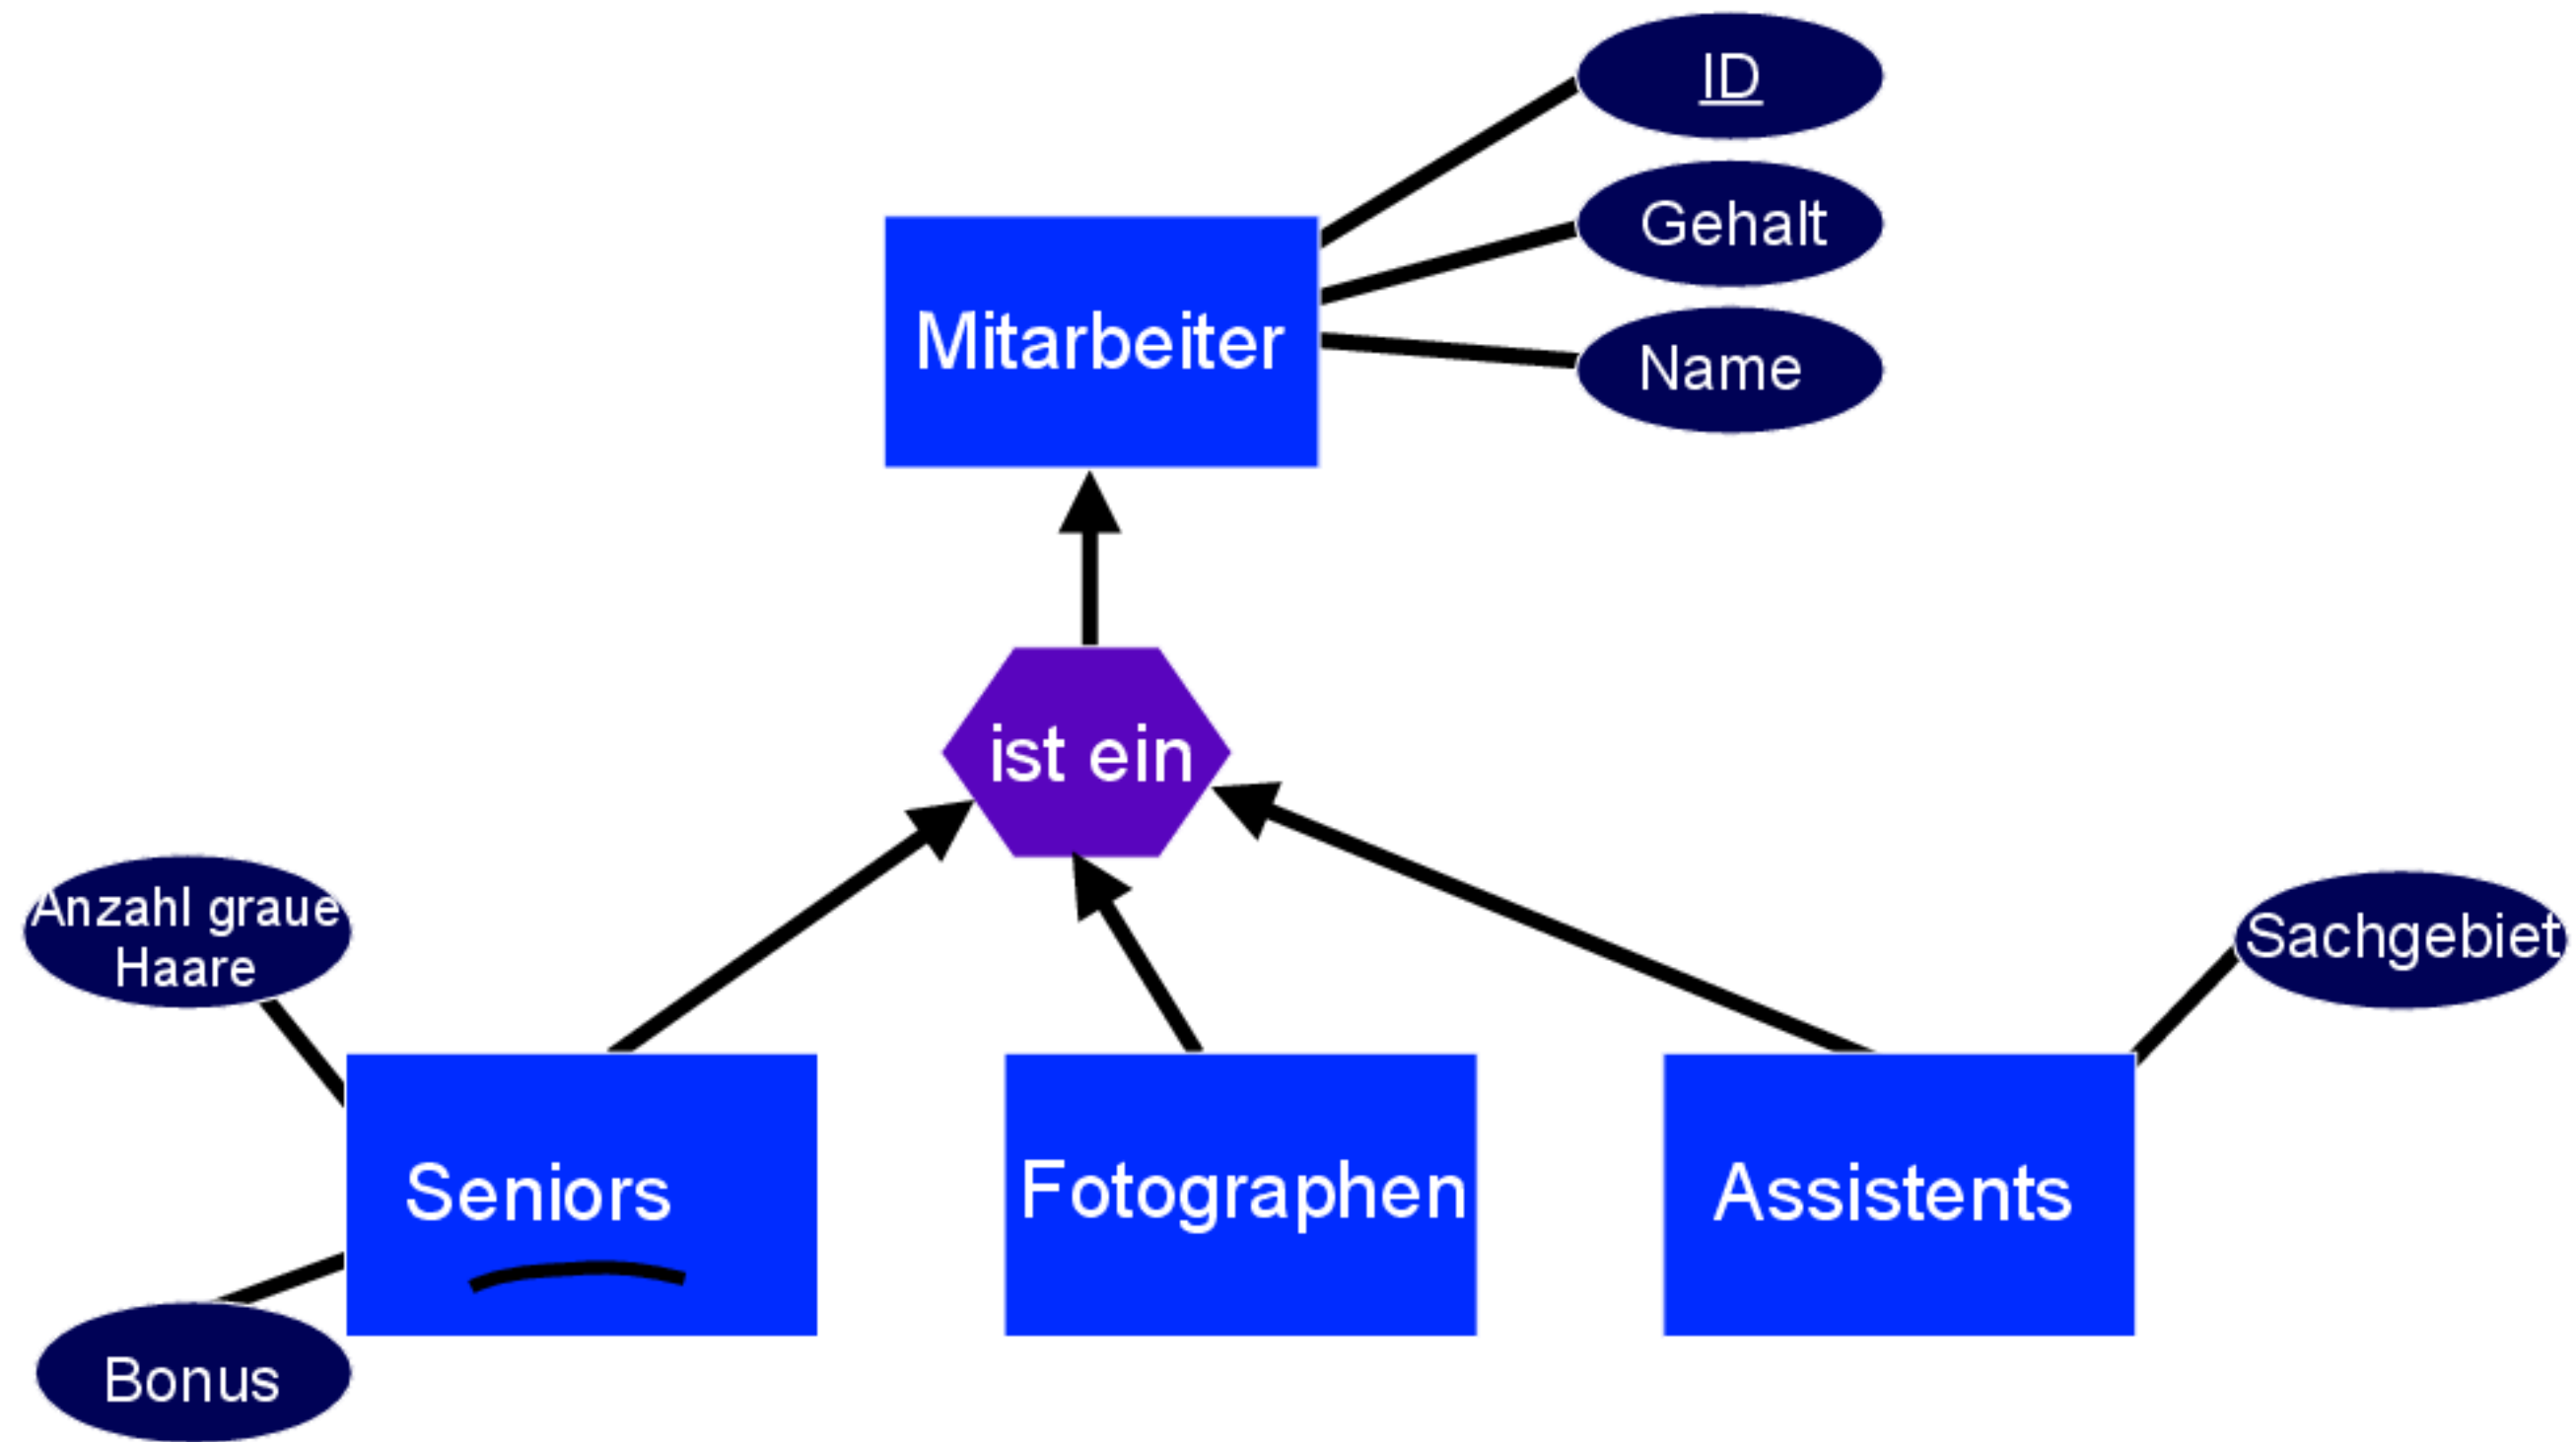 ID
Gehalt
Name
Mitarbeiter
ist ein
Anzahl graue
Haare
Sachgebiet
Seniors
Fotographen
Assistents
Bonus